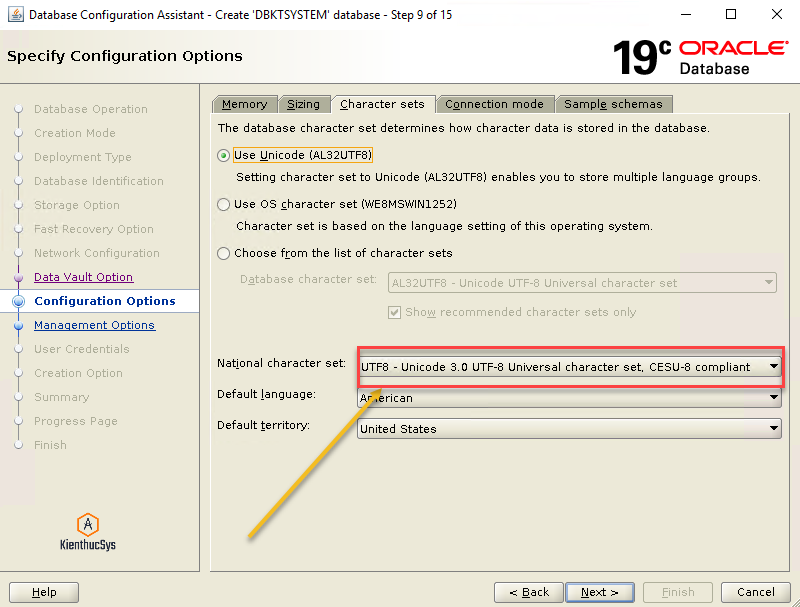 Database Configuration Assistant - Create 'DBKTSYSTEM' database - Step 9 of 15
Specify Configuration Options
19c ORACLE Database
Database Operation
Creation Mode
Deployment Type
Database Identification
Storage Option
Fast Recovery Option
Network Configuration
Data Vault Option
Configuration Options
Management Options
User Credentials
Creation Option
Summary
Progress Page
Finish
KienthucSys
Memory Sizing Character sets Connection mode Sample schemas
The database character set determines how character data is stored in the database.
Use Unicode (AL32UTF8)
Setting character set to Unicode (AL32UTF8) enables you to store multiple language groups.
Use OS character set (WE8MSWIN1252)
Character set is based on the language setting of this operating system.
Choose from the list of character sets
Database character set: AL32UTF8 - Unicode UTF-8 Universal character set
Show recommended character sets only
National character set: UTF8 - Unicode 3.0 UTF-8 Universal character set, CESU-8 compliant
Default language: American
Default territory: United States
Help < Back Next > Finish Cancel